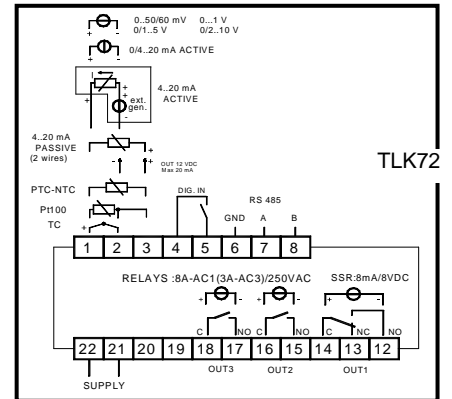 0..50/60 mV 0...1 V
0/1..5 V 0/2..10 V
+ -
0/4..20 mA ACTIVE
+ -
I
+
+
4..20 mA
ACTIVE
ext.
gen.
+
-
4..20 mA
PASSIVE
(2 wires)
- +
+
OUT 12 VDC
Max 20 mA
TLK72
PTC-NTC
DIG. IN
RS 485
Pt100
GND A B
TC + -
1 2 3 4 5 6 7 8
RELAYS :8A-AC1(3A-AC3)/250VAC SSR:8mA/8VDC
+ - + - + -
C NO C NO C NC NO
22 21 20 19 18 17 16 15 14 13 12
SUPPLY
OUT3 OUT2 OUT1